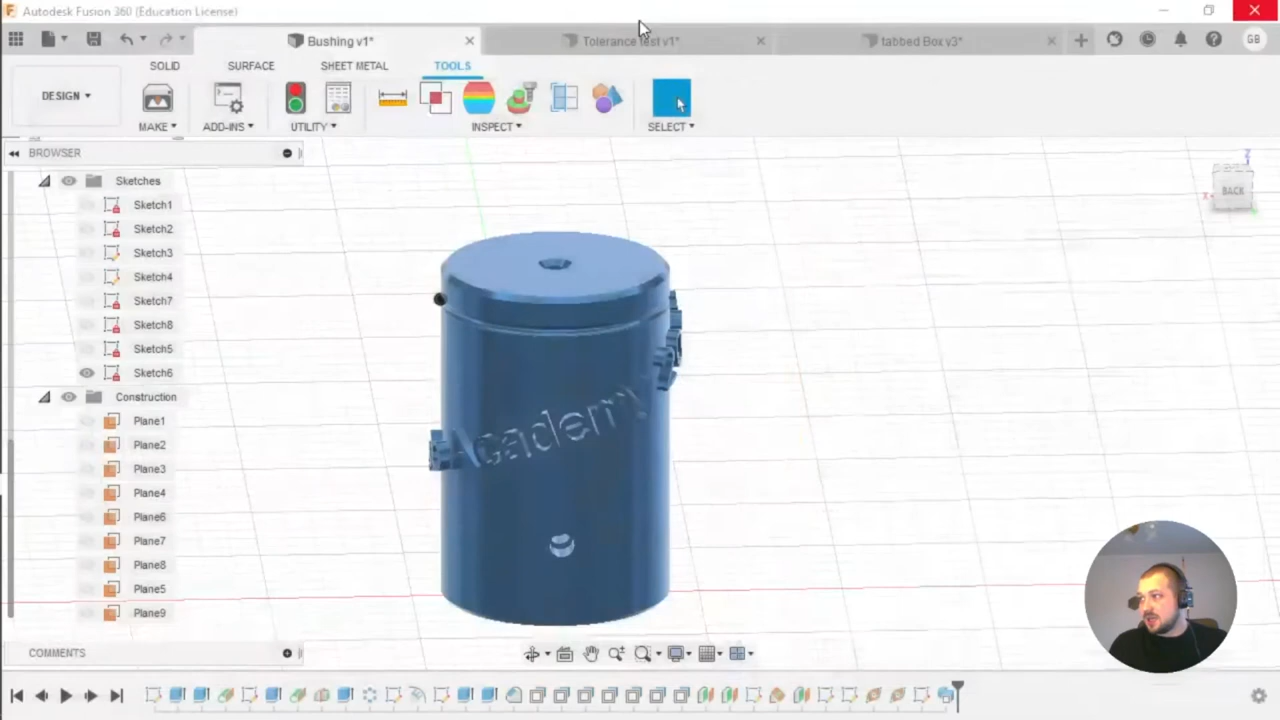 Autodesk Fusion 360 (Education License)
Bushing v1*
Tolerance test v1*
tabbed Box v3*
GB
SOLID
SURFACE
SHEET METAL
TOOLS
DESIGN
MAKE
ADD-INS
UTILITY
INSPECT
SELECT
BROWSER
Sketches
Sketch1
Sketch2
Sketch3
Sketch4
Sketch7
Sketch8
Sketch5
Sketch6
Construction
Plane1
Plane2
Plane3
Plane4
Plane6
Plane7
Plane8
Plane5
Plane9
Z
BACK
X
Academy
COMMENTS